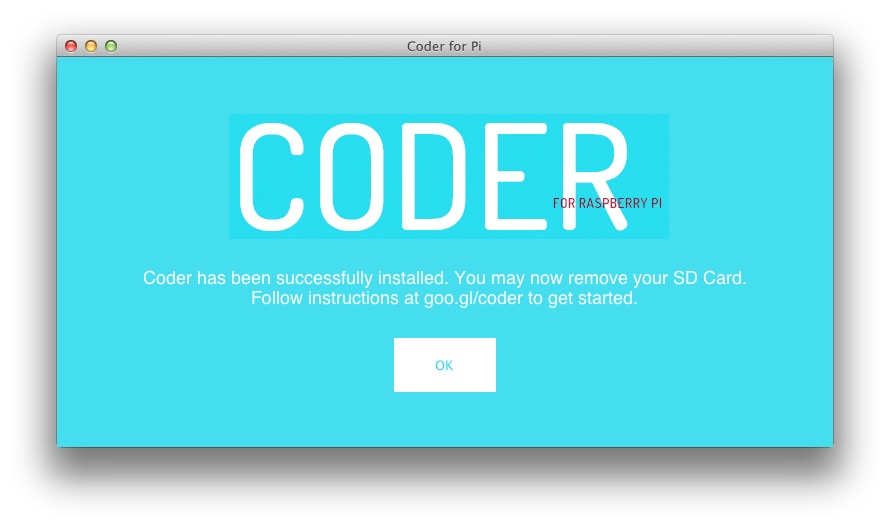 Coder for Pi
CODER
FOR RASPBERRY PI
Coder has been successfully installed. You may now remove your SD Card.
Follow instructions at goo.gl/coder to get started.
OK